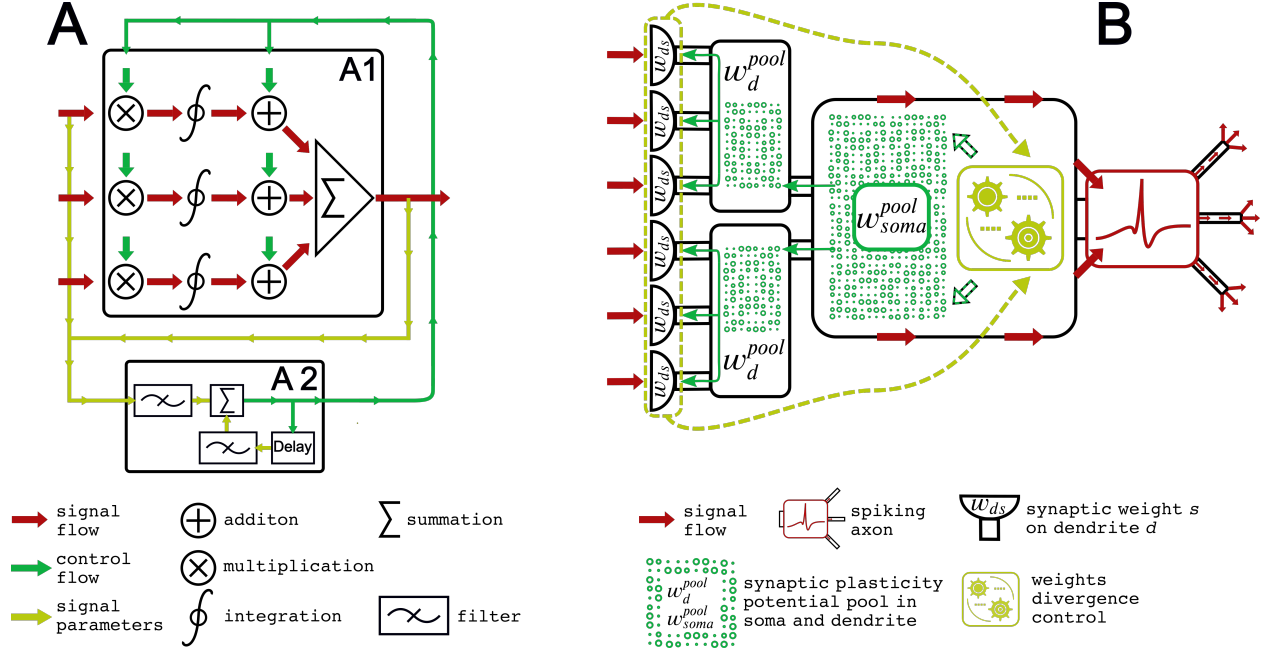 A
A1
Σ
A 2
Σ
Delay
signal
flow
additon
Σ
summation
control
flow
multiplication
signal
parameters
integration
filter
B
w_ds
w_ds
w_ds
w_ds
w_ds
w_ds
w_d^pool
w_d^pool
w_soma^pool
signal
flow
spiking
axon
w_ds
synaptic weight s
on dendrite d
w_d^pool
w_soma^pool
synaptic plasticity
potential pool in
soma and dendrite
weights
divergence
control